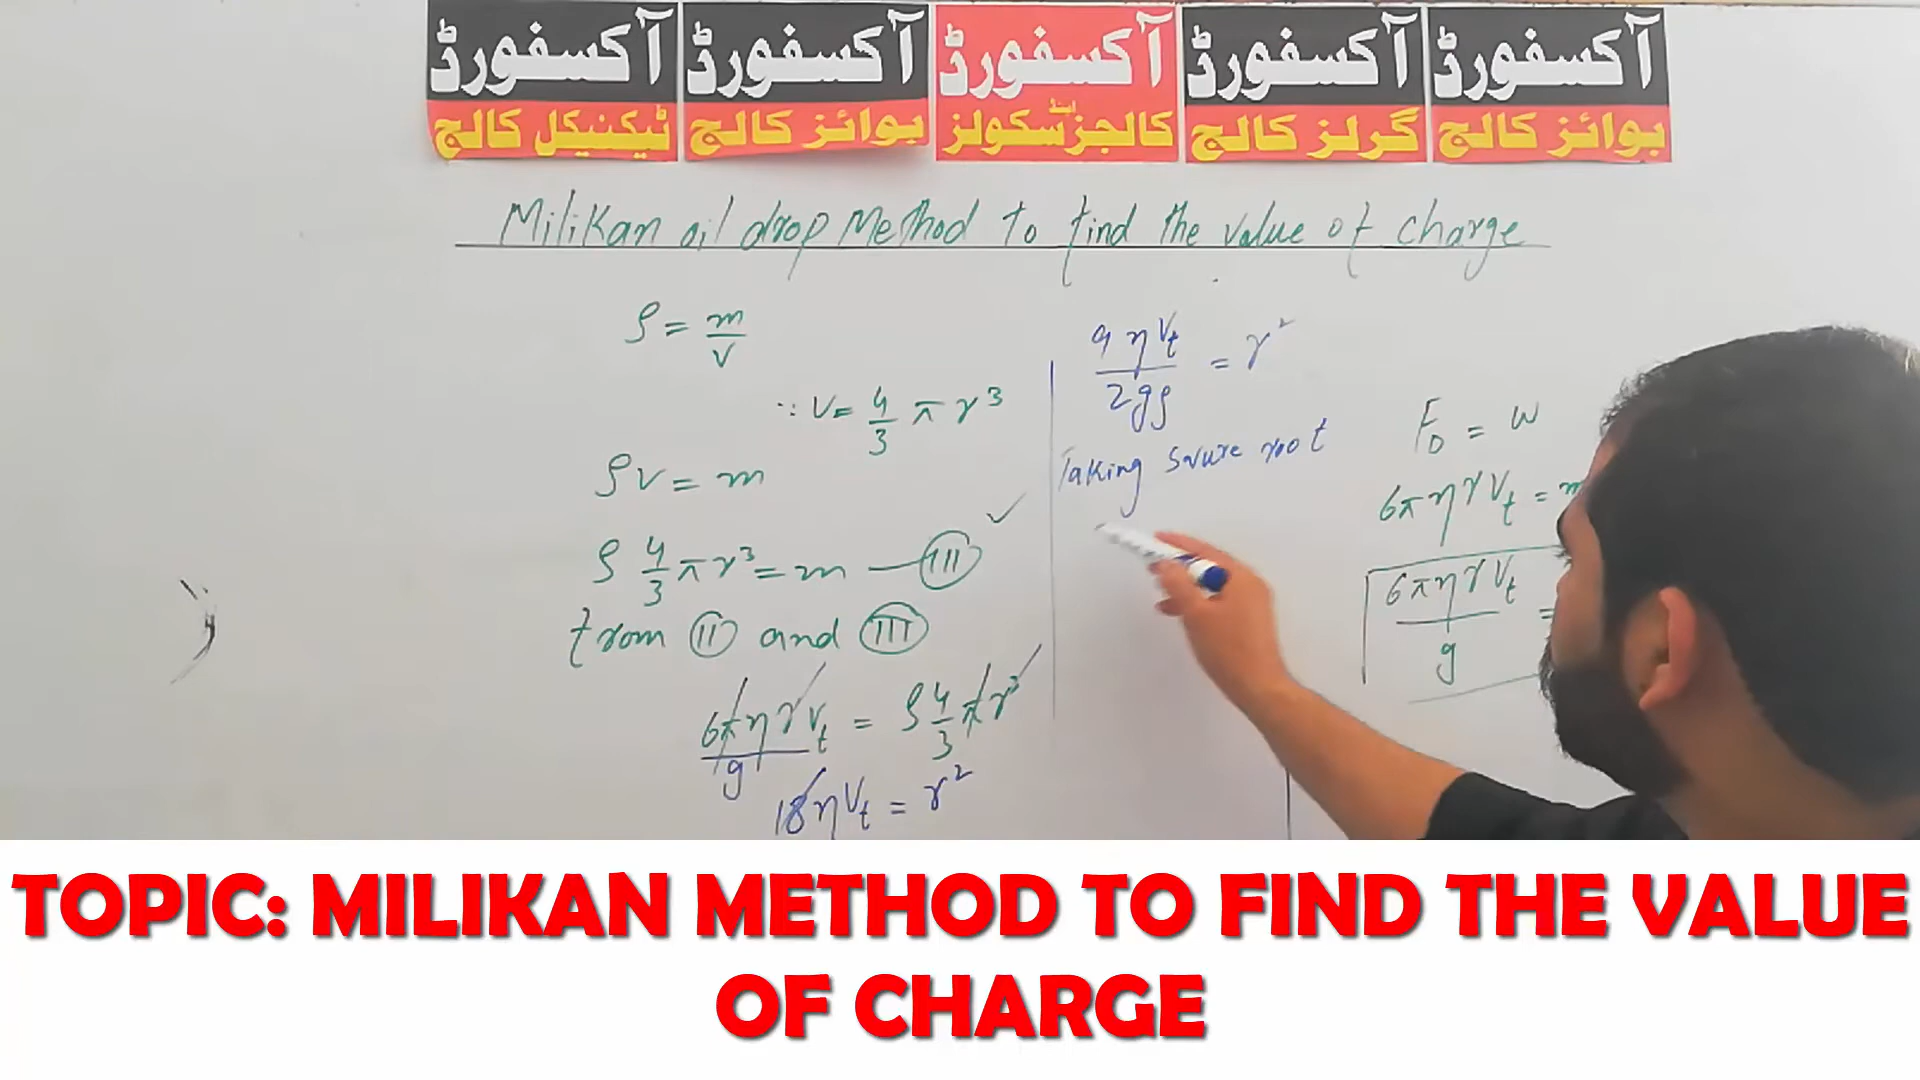 آکسفورڈ آکسفورڈ آکسفورڈ آکسفورڈ آکسفورڈ
بوائز کالج گرلز کالج کالجز اینڈ سکولز بوائز کالج ٹیکنیکل کالج
Milikan oil drop Method to find the value of charge
ρ = m/v
∵ v = 4/3 π r³
ρv = m
ρ 4/3 π r³ = m — (III) ✓
from (II) and (III)
6πηrVₜ/g = ρ 4/3 π r³
18ηVₜ = r²
9ηVₜ/2gρ = r²
Taking root
F_D = w
6πηrVₜ = m
6πηrVₜ/g =
TOPIC: MILIKAN METHOD TO FIND THE VALUE
OF CHARGE